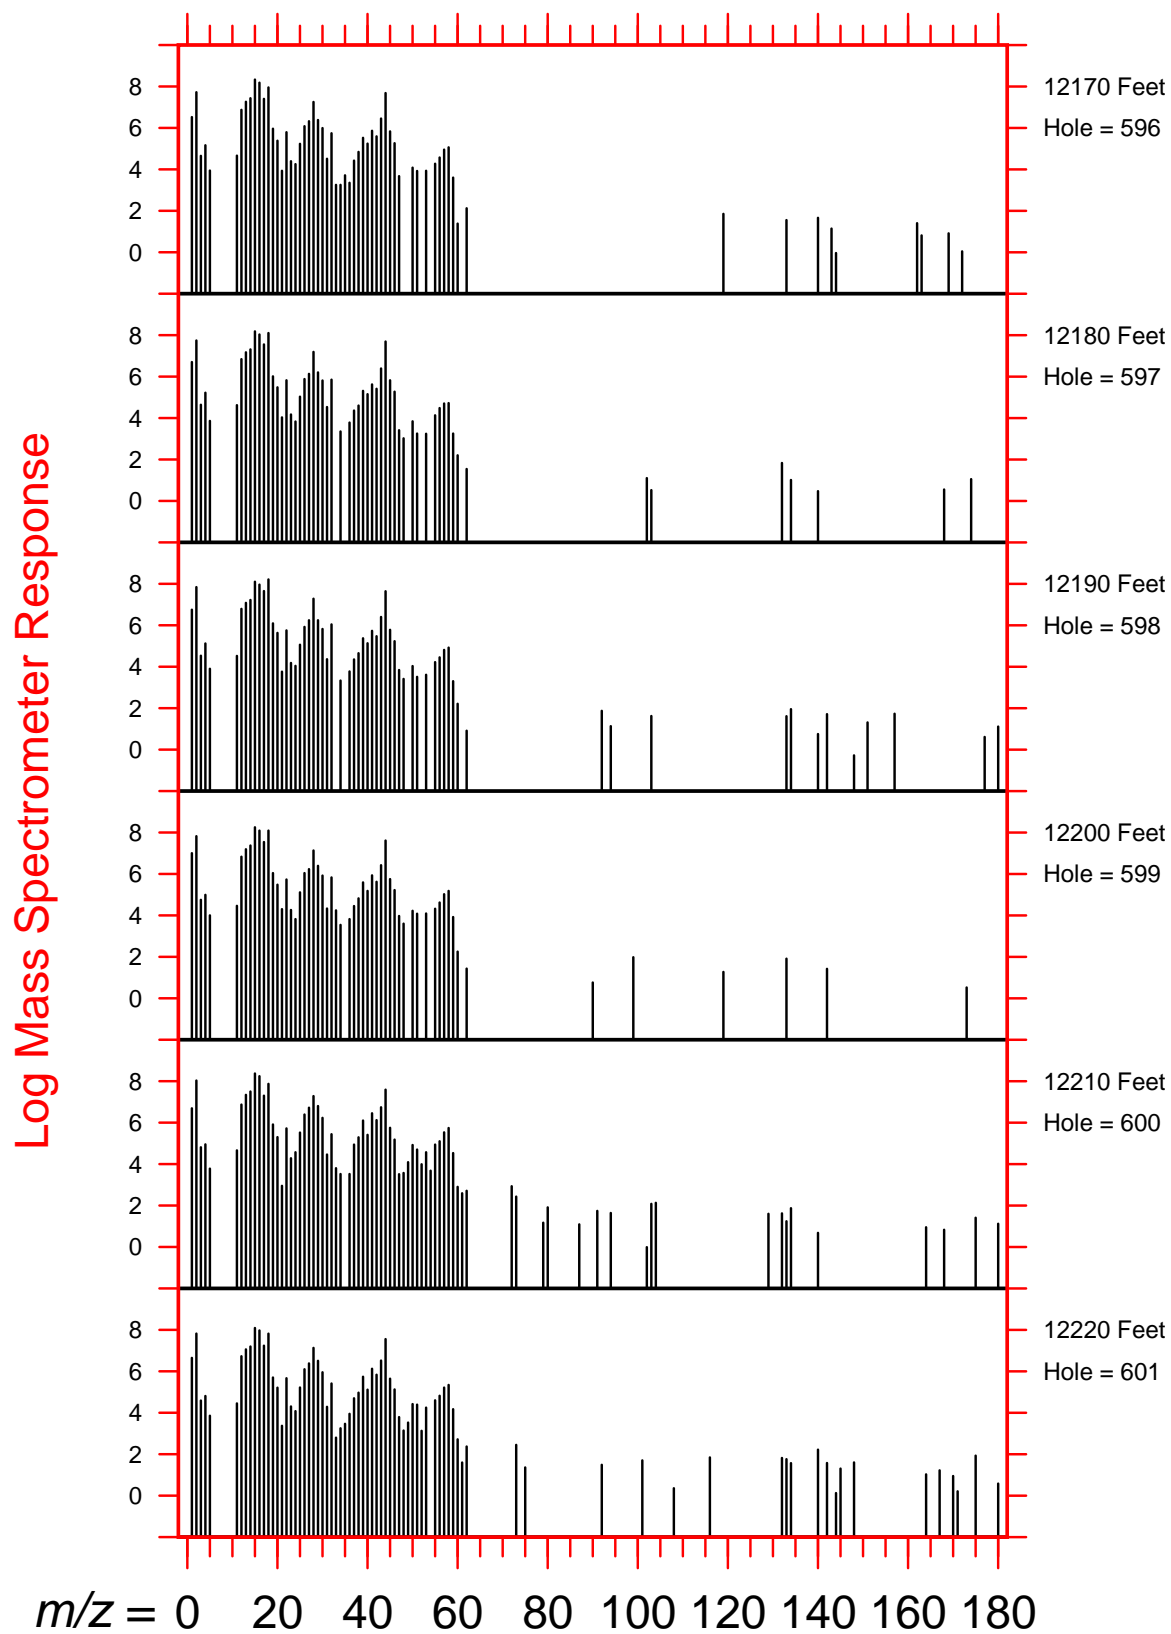 Log Mass Spectrometer Response
8
6
4
2
0
12170 Feet
Hole = 596
8
6
4
2
0
12180 Feet
Hole = 597
8
6
4
2
0
12190 Feet
Hole = 598
8
6
4
2
0
12200 Feet
Hole = 599
8
6
4
2
0
12210 Feet
Hole = 600
8
6
4
2
0
12220 Feet
Hole = 601
m/z = 0 20 40 60 80 100 120 140 160 180